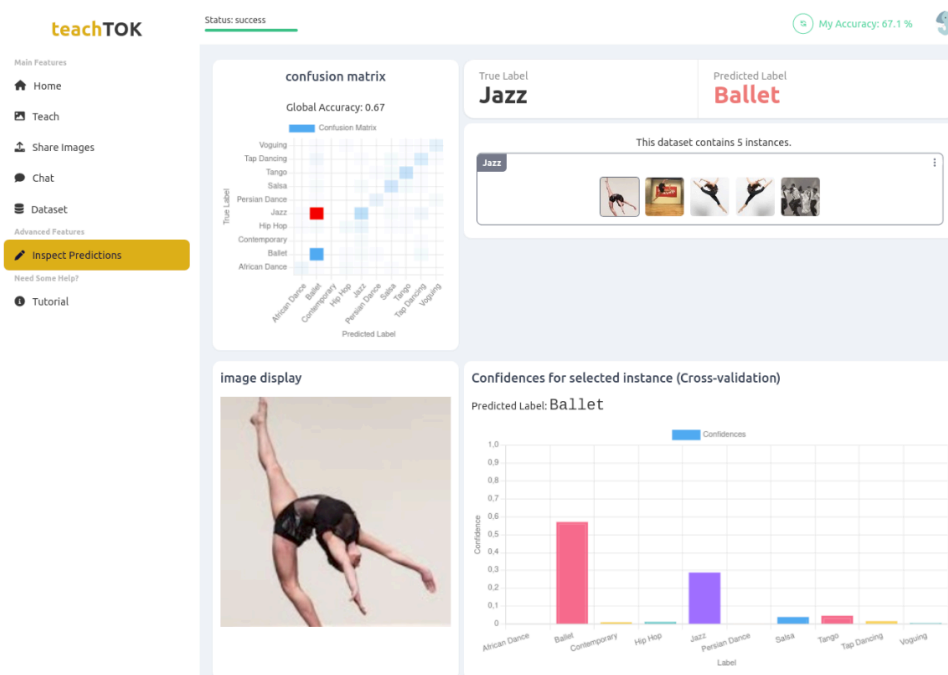 teachTOK
Status: success
My Accuracy: 67.1 %
Main Features
Home
Teach
Share Images
Chat
Dataset
Advanced Features
Inspect Predictions
Need Some Help?
Tutorial
confusion matrix
Global Accuracy: 0.67
Confusion Matrix
True Label
Voguing
Tap Dancing
Tango
Salsa
Persian Dance
Jazz
Hip Hop
Contemporary
Ballet
African Dance
African Dance
Ballet
Contemporary
Hip Hop
Jazz
Persian Dance
Salsa
Tango
Tap Dancing
Voguing
Predicted Label
True Label
Jazz
Predicted Label
Ballet
This dataset contains 5 instances.
Jazz
image display
Confidences for selected instance (Cross-validation)
Predicted Label: Ballet
Confidences
Confidence
1,0
0,9
0,8
0,7
0,6
0,5
0,4
0,3
0,2
0,1
0
African Dance
Ballet
Contemporary
Hip Hop
Jazz
Persian Dance
Salsa
Tango
Tap Dancing
Voguing
Label